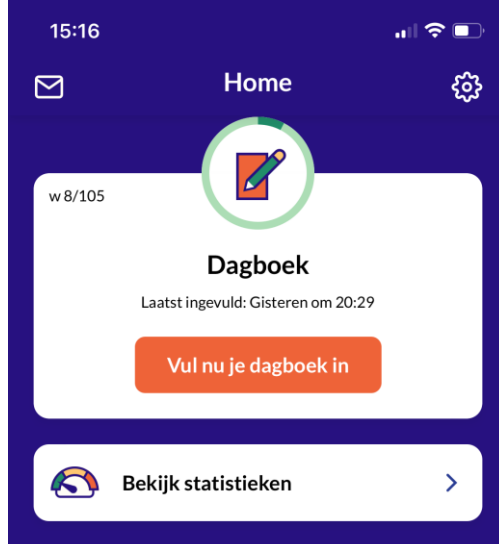 15:16
Home
w 8/105
Dagboek
Laatst ingevuld: Gisteren om 20:29
Vul nu je dagboek in
Bekijk statistieken